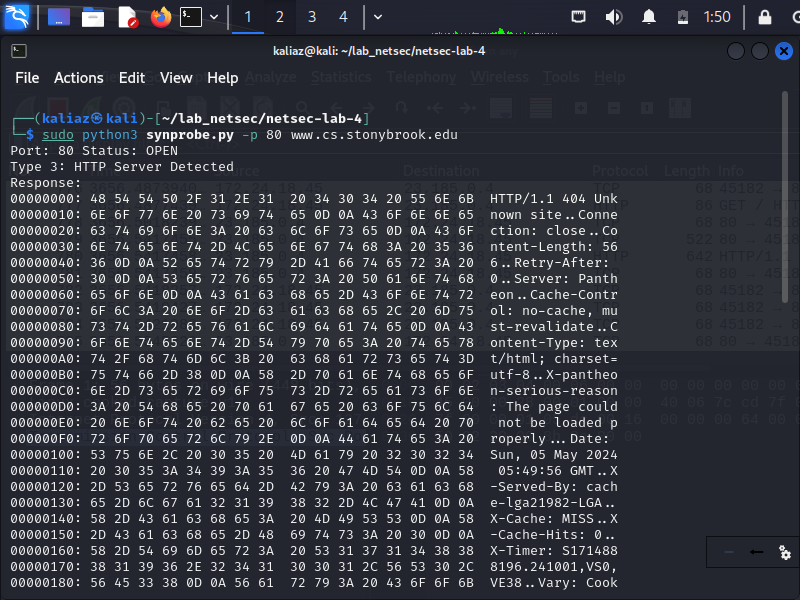 1 2 3 4 1:50
kaliaz@kali: ~/lab_netsec/netsec-lab-4
File Actions Edit View Help
Analyze Statistics Telephony Wireless Tools Help
Source Destination Protocol Length Info
┌──(kaliaz㉿kali)-[~/lab_netsec/netsec-lab-4]
└─$ sudo python3 synprobe.py -p 80 www.cs.stonybrook.edu
Port: 80 Status: OPEN
Type 3: HTTP Server Detected
Response:
00000000: 48 54 54 50 2F 31 2E 31 20 34 30 34 20 55 6E 6B HTTP/1.1 404 Unk
00000010: 6E 6F 77 6E 20 73 69 74 65 0D 0A 43 6F 6E 6E 65 nown site..Conne
00000020: 63 74 69 6F 6E 3A 20 63 6C 6F 73 65 0D 0A 43 6F ction: close..Co
00000030: 6E 74 65 6E 74 2D 4C 65 6E 67 74 68 3A 20 35 36 ntent-Length: 56
00000040: 36 0D 0A 52 65 74 72 79 2D 41 66 74 65 72 3A 20 6..Retry-After:
00000050: 30 0D 0A 53 65 72 76 65 72 3A 20 50 61 6E 74 68 0..Server: Panth
00000060: 65 6F 6E 0D 0A 43 61 63 68 65 2D 43 6F 6E 74 72 eon..Cache-Contr
00000070: 6F 6C 3A 20 6E 6F 2D 63 61 63 68 65 2C 20 6D 75 ol: no-cache, mu
00000080: 73 74 2D 72 65 76 61 6C 69 64 61 74 65 0D 0A 43 st-revalidate..C
00000090: 6F 6E 74 65 6E 74 2D 54 79 70 65 3A 20 74 65 78 ontent-Type: tex
000000A0: 74 2F 68 74 6D 6C 3B 20 63 68 61 72 73 65 74 3D t/html; charset=
000000B0: 75 74 66 2D 38 0D 0A 58 2D 70 61 6E 74 68 65 6F utf-8..X-pantheo
000000C0: 6E 2D 73 65 72 69 6F 75 73 2D 72 65 61 73 6F 6E n-serious-reason
000000D0: 3A 20 54 68 65 20 70 61 67 65 20 63 6F 75 6C 64 : The page could
000000E0: 20 6E 6F 74 20 62 65 20 6C 6F 61 64 65 64 20 70 not be loaded p
000000F0: 72 6F 70 65 72 6C 79 2E 0D 0A 44 61 74 65 3A 20 roperly...Date:
00000100: 53 75 6E 2C 20 30 35 20 4D 61 79 20 32 30 32 34 Sun, 05 May 2024
00000110: 20 30 35 3A 34 39 3A 35 36 20 47 4D 54 0D 0A 58 05:49:56 GMT..X
00000120: 2D 53 65 72 76 65 64 2D 42 79 3A 20 63 61 63 68 -Served-By: cach
00000130: 65 2D 6C 67 61 32 31 39 38 32 2D 4C 47 41 0D 0A e-lga21982-LGA..
00000140: 58 2D 43 61 63 68 65 3A 20 4D 49 53 53 0D 0A 58 X-Cache: MISS..X
00000150: 2D 43 61 63 68 65 2D 48 69 74 73 3A 20 30 0D 0A -Cache-Hits: 0..
00000160: 58 2D 54 69 6D 65 72 3A 20 53 31 37 31 34 38 38 X-Timer: S171488
00000170: 38 31 39 36 2E 32 34 31 30 30 31 2C 56 53 30 2C 8196.241001,VS0,
00000180: 56 45 33 38 0D 0A 56 61 72 79 3A 20 43 6F 6F 6B VE38..Vary: Cook